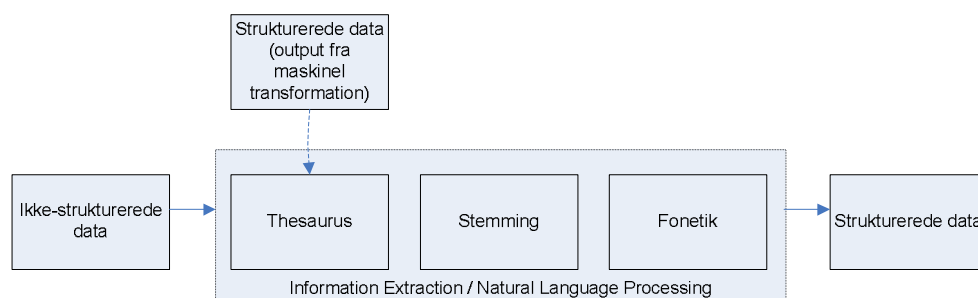 Strukturerede data
(output fra
maskinel
transformation)
Ikke-strukturerede
data
Thesaurus
Stemming
Fonetik
Strukturerede data
Information Extraction / Natural Language Processing